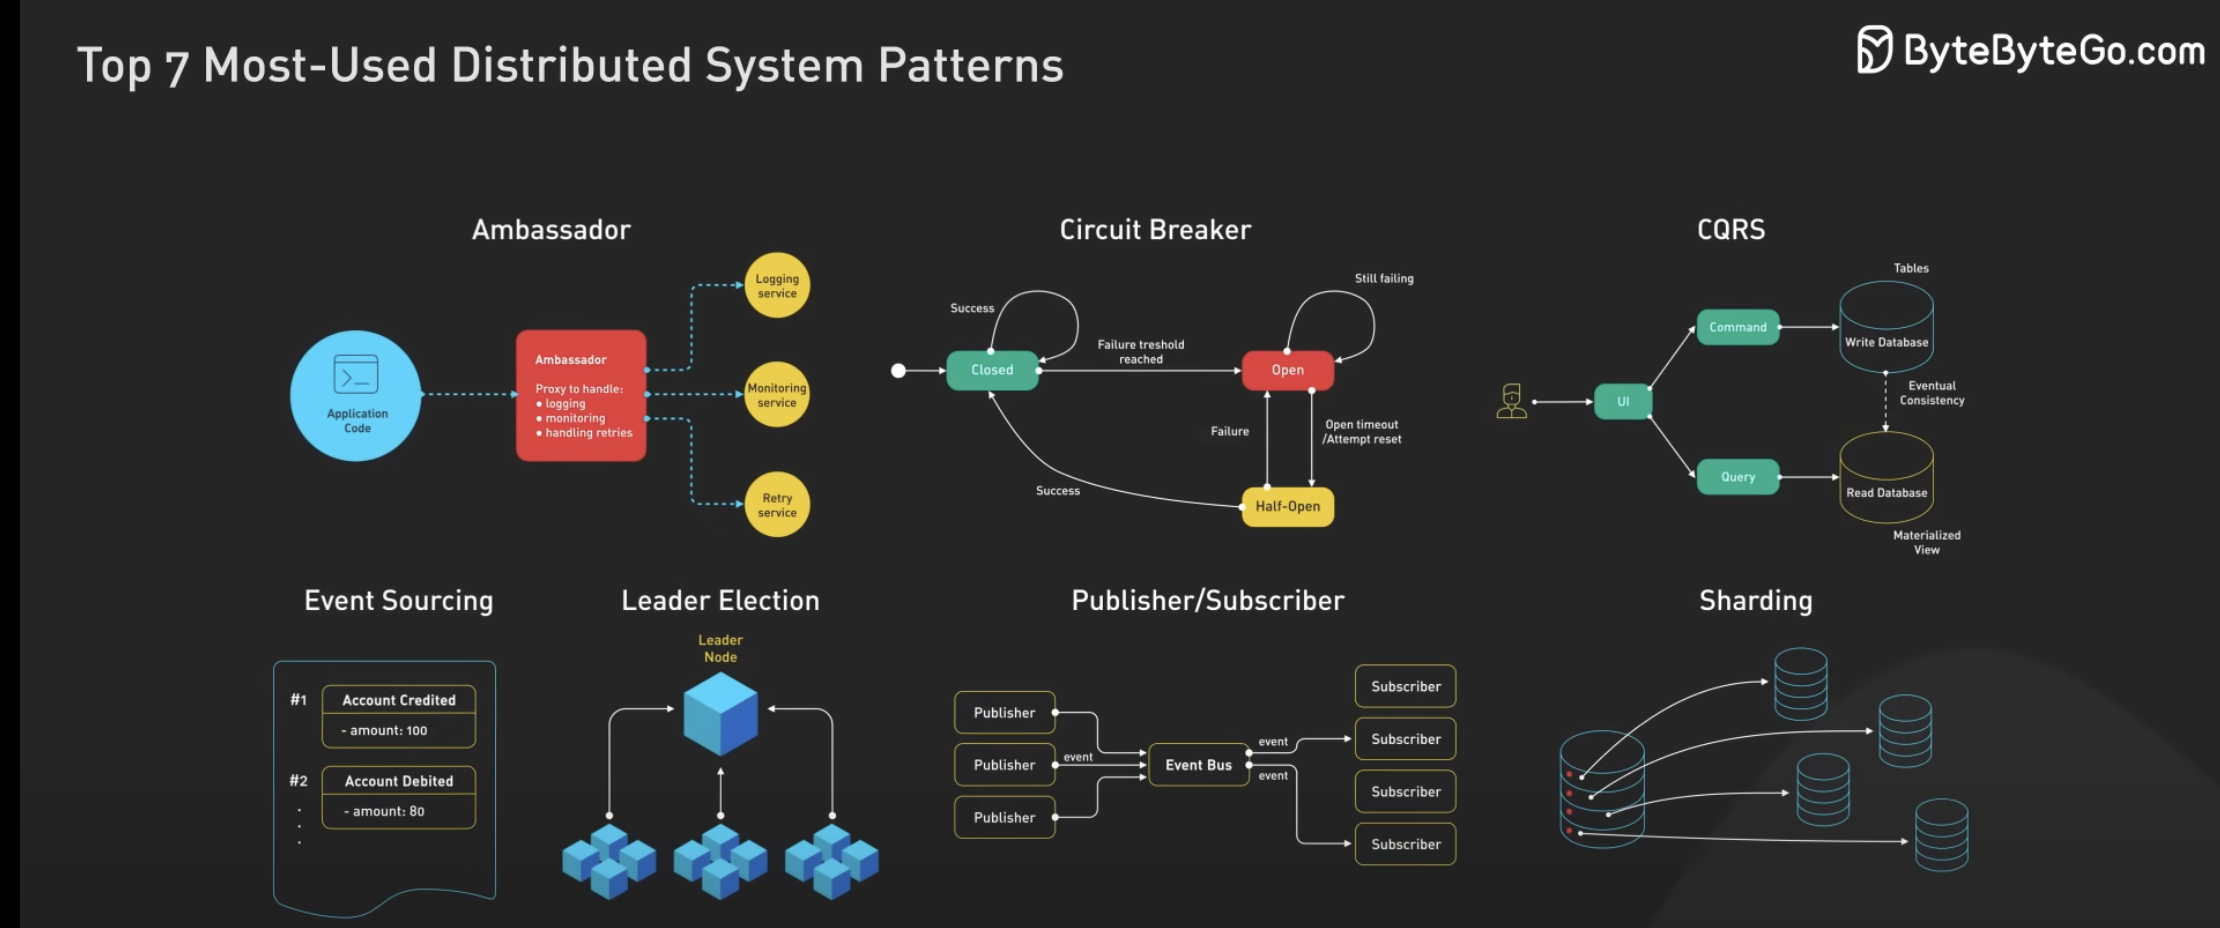 Top 7 Most-Used Distributed System Patterns
ByteByteGo.com
Ambassador
Application
Code
Ambassador
Proxy to handle:
• logging
• monitoring
• handling retries
Logging
service
Monitoring
service
Retry
service
Circuit Breaker
Success
Closed
Failure treshold
reached
Still failing
Open
Failure
Open timeout
/Attempt reset
Success
Half-Open
CQRS
UI
Command
Query
Tables
Write Database
Eventual
Consistency
Read Database
Materialized
View
Event Sourcing
#1
Account Credited
- amount: 100
#2
Account Debited
- amount: 80
Leader Election
Leader
Node
Publisher/Subscriber
Publisher
Publisher
Publisher
event
Event Bus
event
event
Subscriber
Subscriber
Subscriber
Subscriber
Sharding